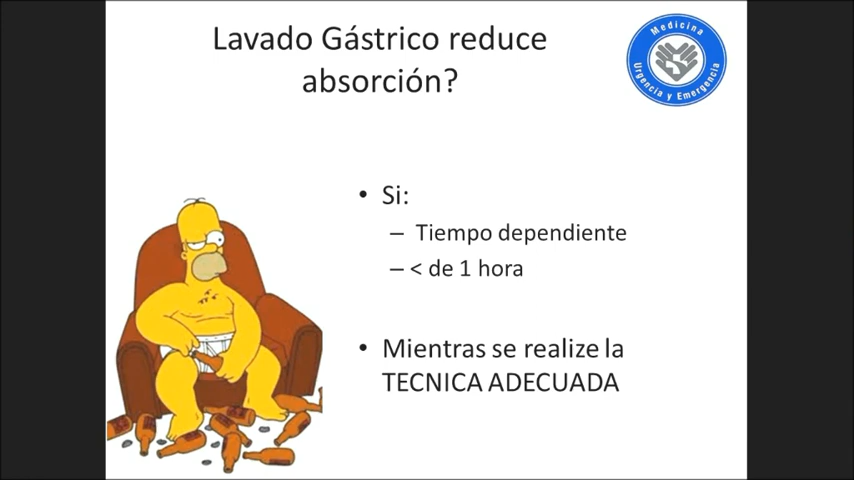 Lavado Gástrico reduce
absorción?
Medicina
Urgencia y Emergencia
• Si:
– Tiempo dependiente
– < de 1 hora
• Mientras se realize la
TECNICA ADECUADA